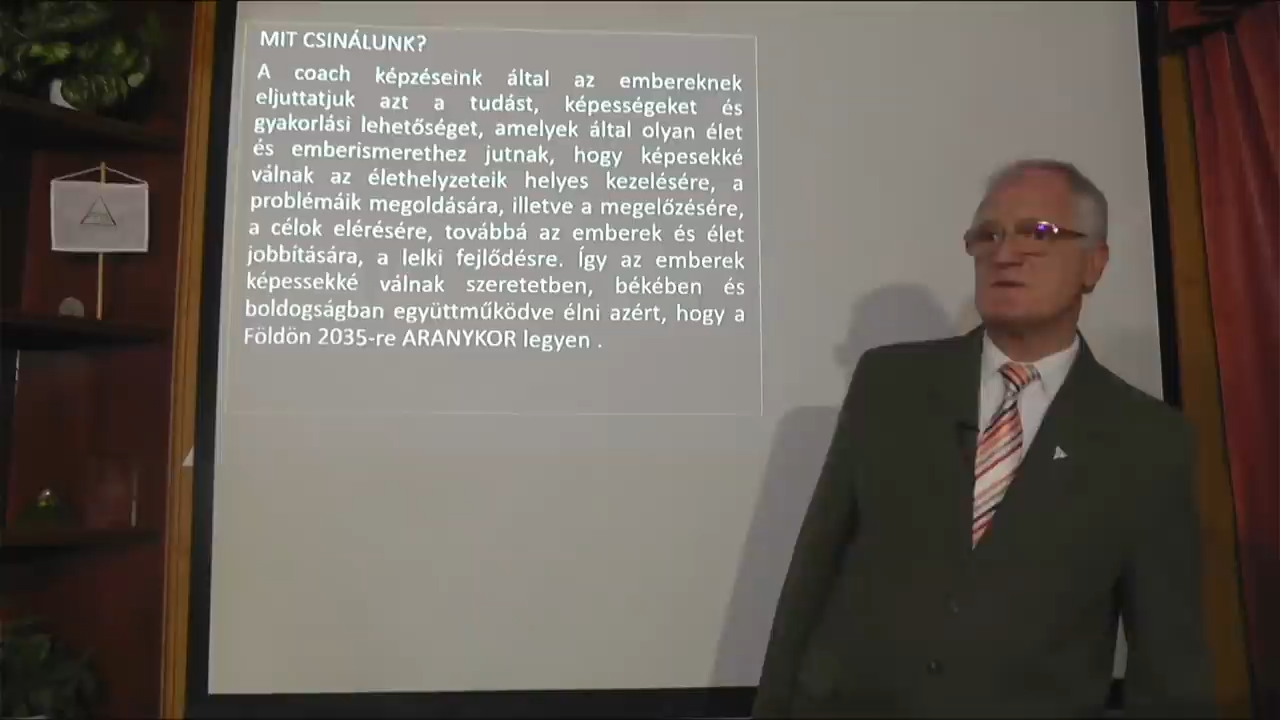 MIT CSINÁLUNK?
A coach képzéseink által az embereknek
eljuttatjuk azt a tudást, képességeket és
gyakorlási lehetőséget, amelyek által olyan élet
és emberismerethez jutnak, hogy képesekké
válnak az élethelyzeteik helyes kezelésére, a
problémáik megoldására, illetve a megelőzésére,
a célok elérésére, továbbá az emberek és élet
jobbítására, a lelki fejlődésre. Így az emberek
képessekké válnak szeretetben, békében és
boldogságban együttműködve élni azért, hogy a
Földön 2035-re ARANYKOR legyen .